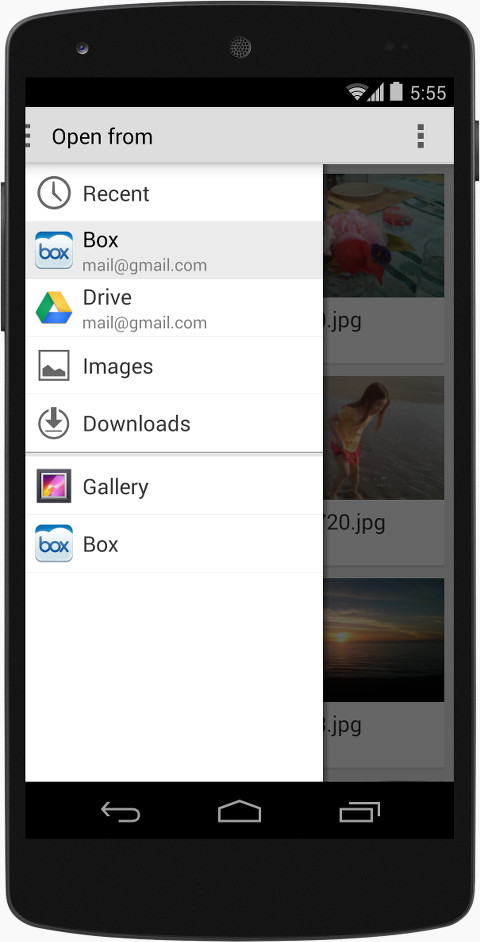 5:55
Open from
Recent
box
Box
mail@gmail.com
Drive
mail@gmail.com
Images
Downloads
Gallery
box
Box
.jpg
20.jpg
.jpg